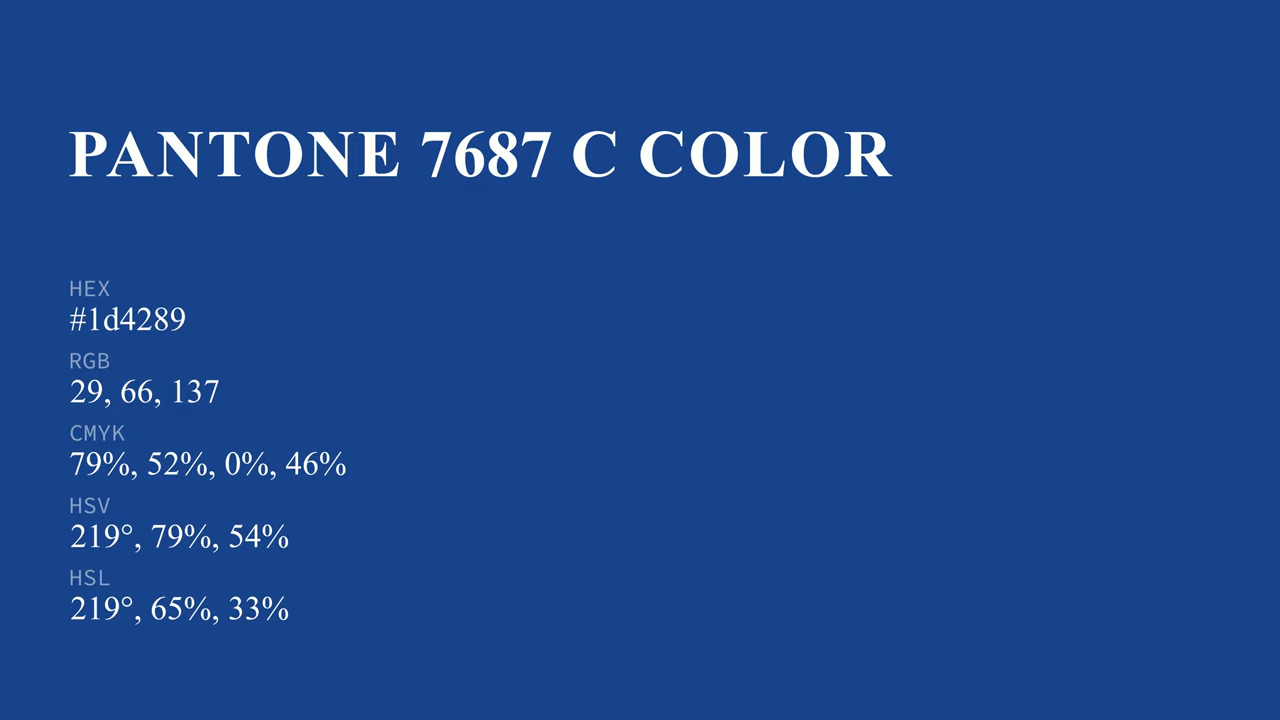 PANTONE 7687 C COLOR
HEX
#1d4289
RGB
29, 66, 137
CMYK
79%, 52%, 0%, 46%
HSV
219°, 79%, 54%
HSL
219°, 65%, 33%